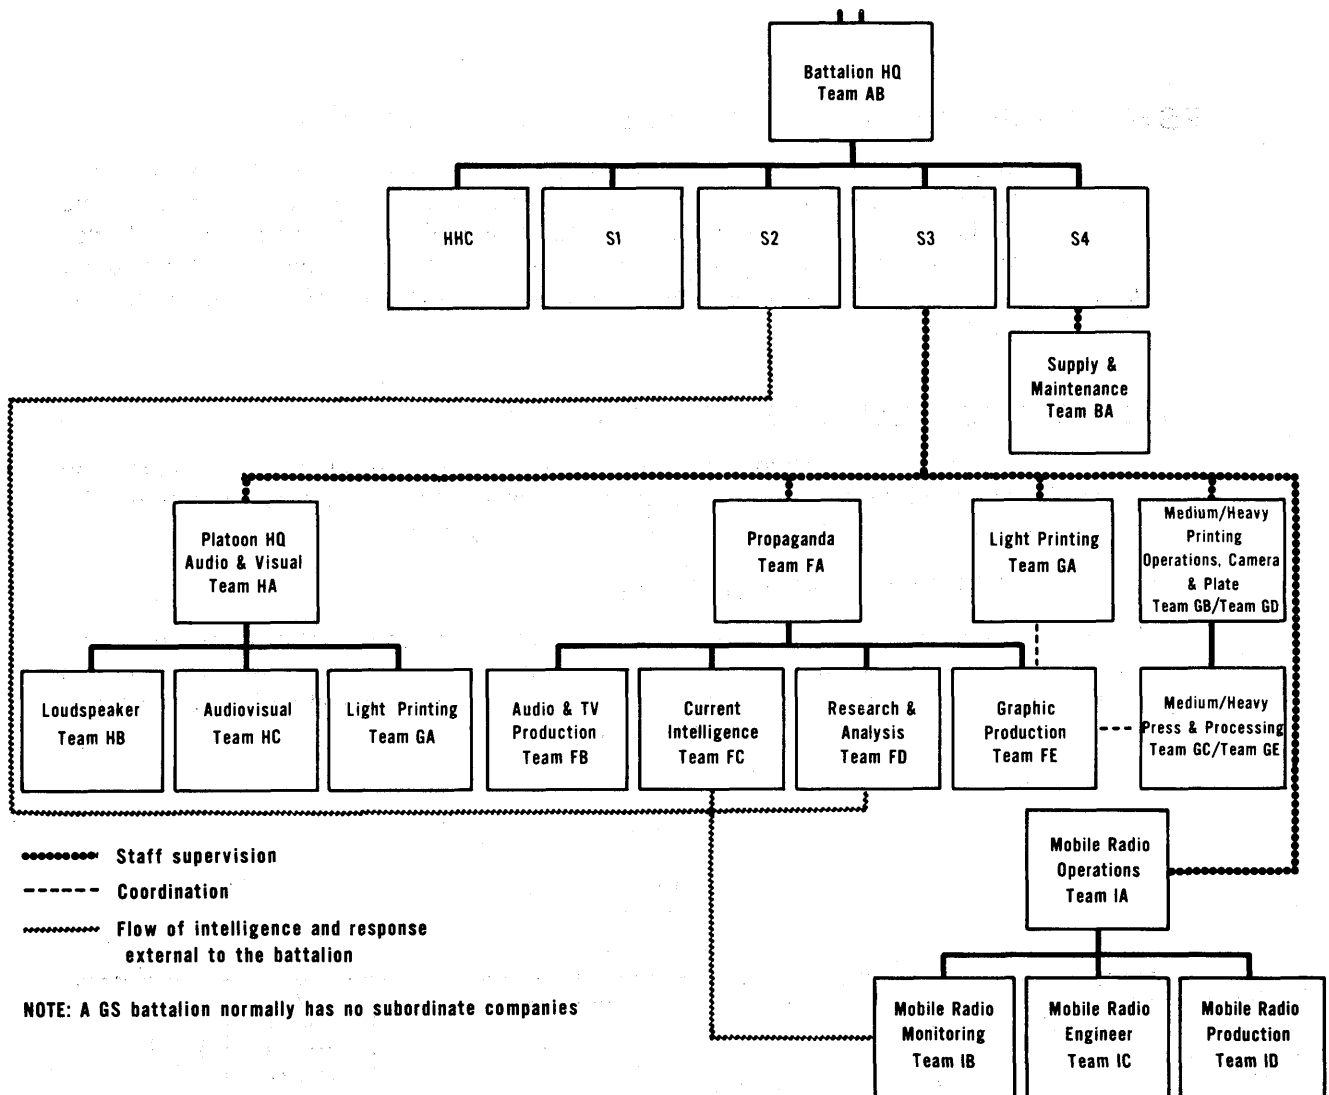 Battalion HQ
Team AB
HHC
S1
S2
S3
S4
Supply &
Maintenance
Team BA
Platoon HQ
Audio & Visual
Team HA
Propaganda
Team FA
Light Printing
Team GA
Medium/Heavy
Printing
Operations, Camera
& Plate
Team GB/Team GD
Loudspeaker
Team HB
Audiovisual
Team HC
Light Printing
Team GA
Audio & TV
Production
Team FB
Current
Intelligence
Team FC
Research &
Analysis
Team FD
Graphic
Production
Team FE
Medium/Heavy
Press & Processing
Team GC/Team GE
Mobile Radio
Operations
Team IA
Staff supervision
Coordination
Flow of intelligence and response
external to the battalion
NOTE: A GS battalion normally has no subordinate companies
Mobile Radio
Monitoring
Team IB
Mobile Radio
Engineer
Team IC
Mobile Radio
Production
Team ID